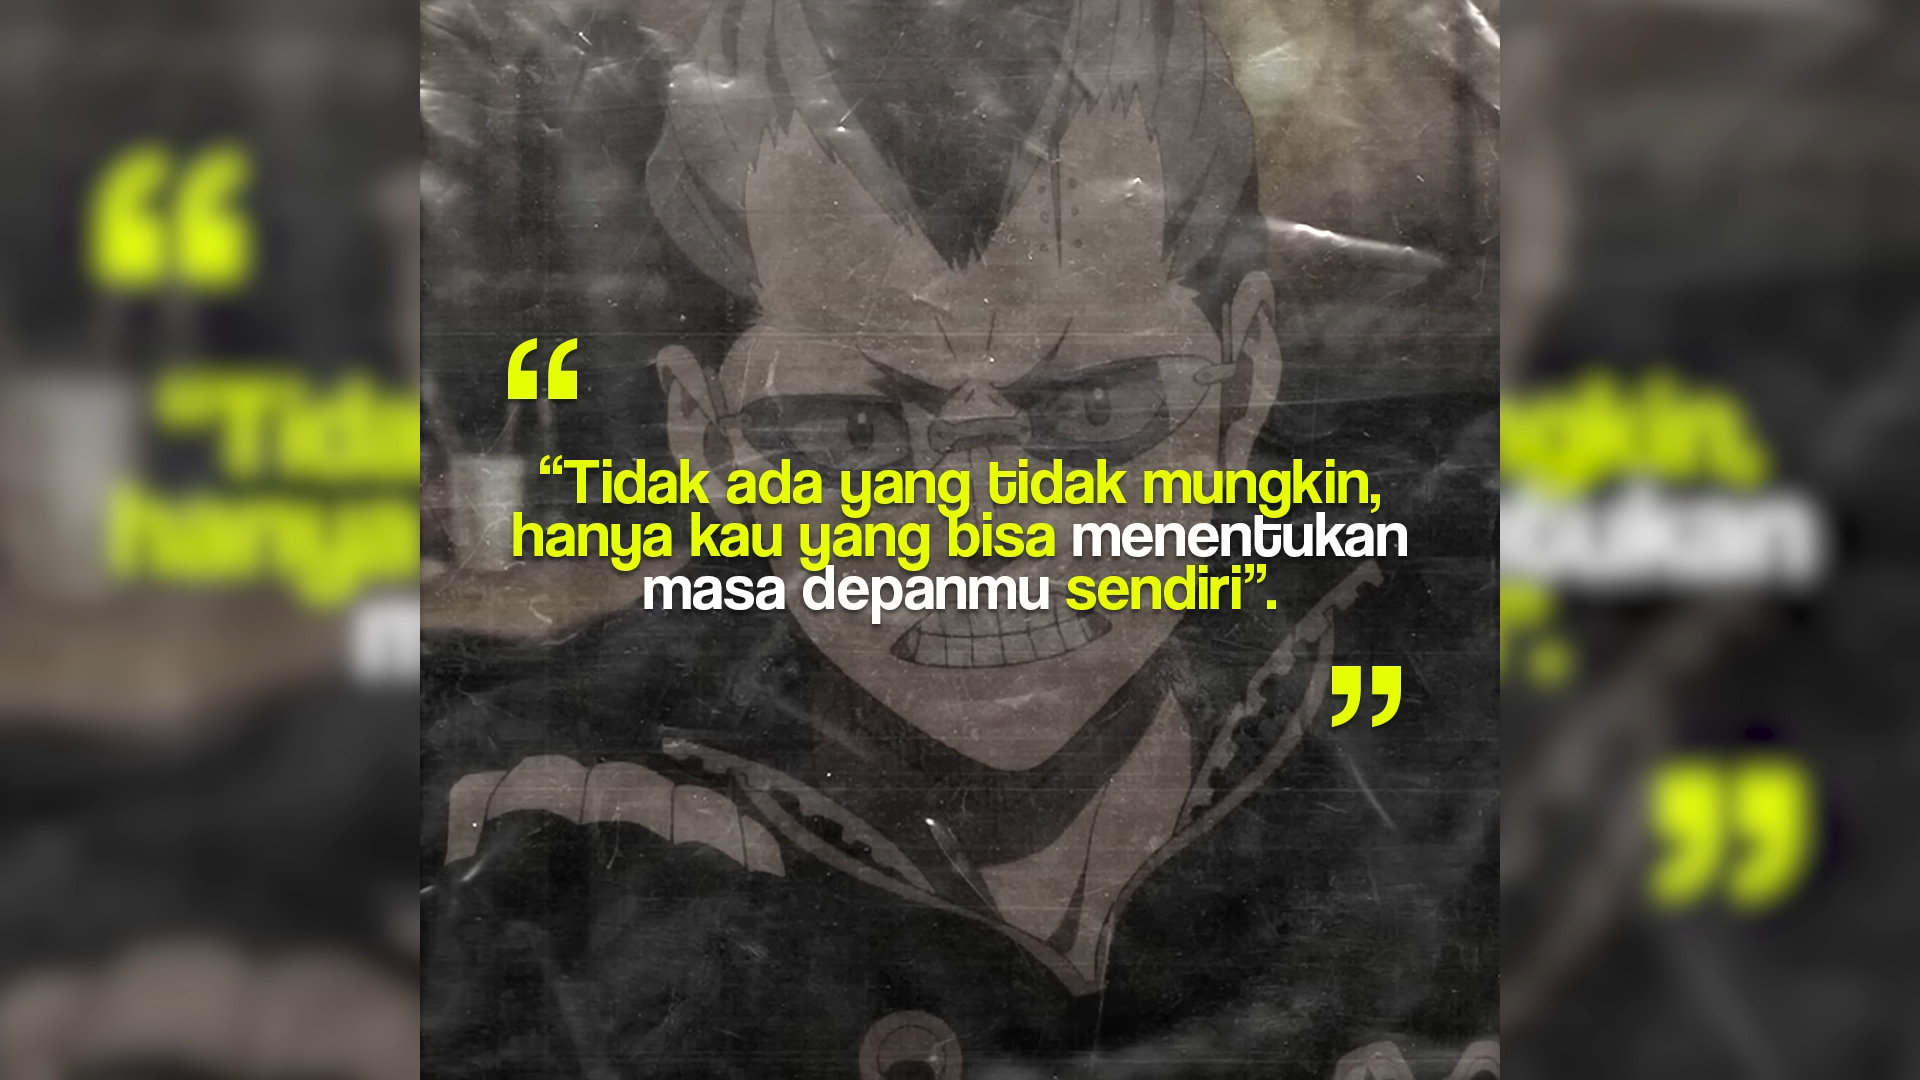 “
“Tidak ada yang tidak mungkin,
hanya kau yang bisa menentukan
masa depanmu sendiri”.
”